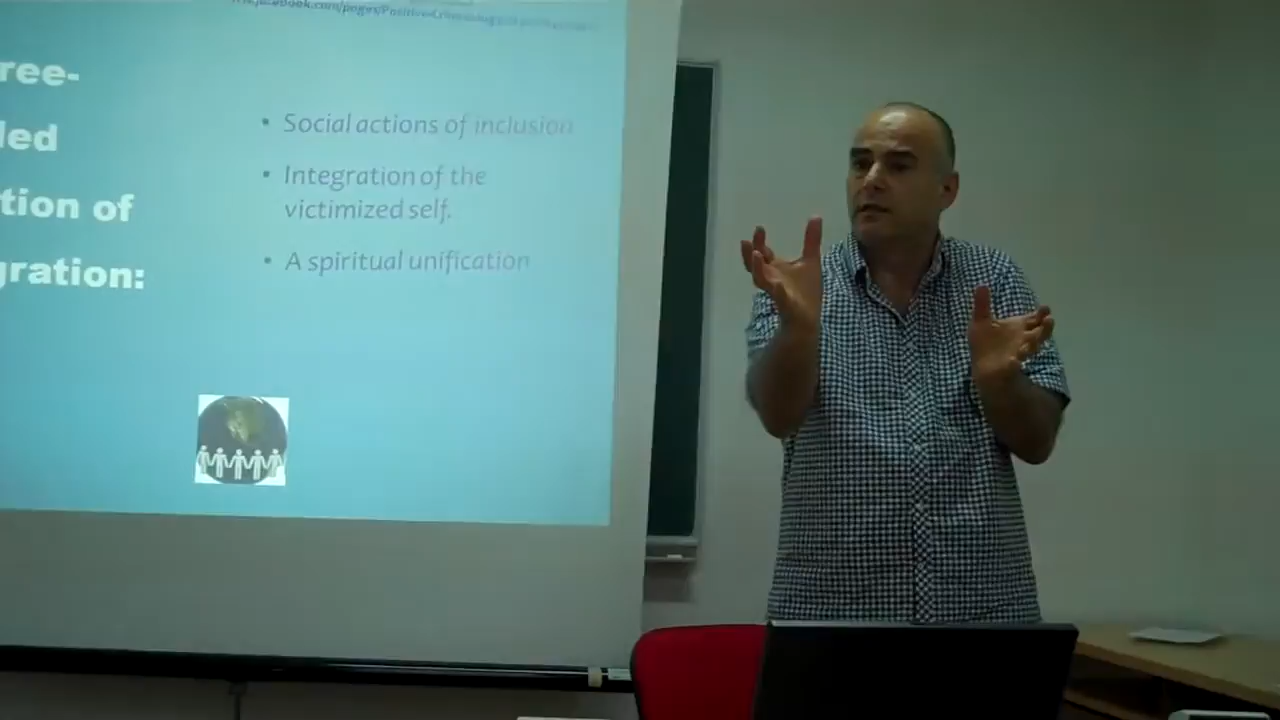 ree-
led
tion of
gration:
• Social actions of inclusion
• Integration of the
victimized self.
• A spiritual unification